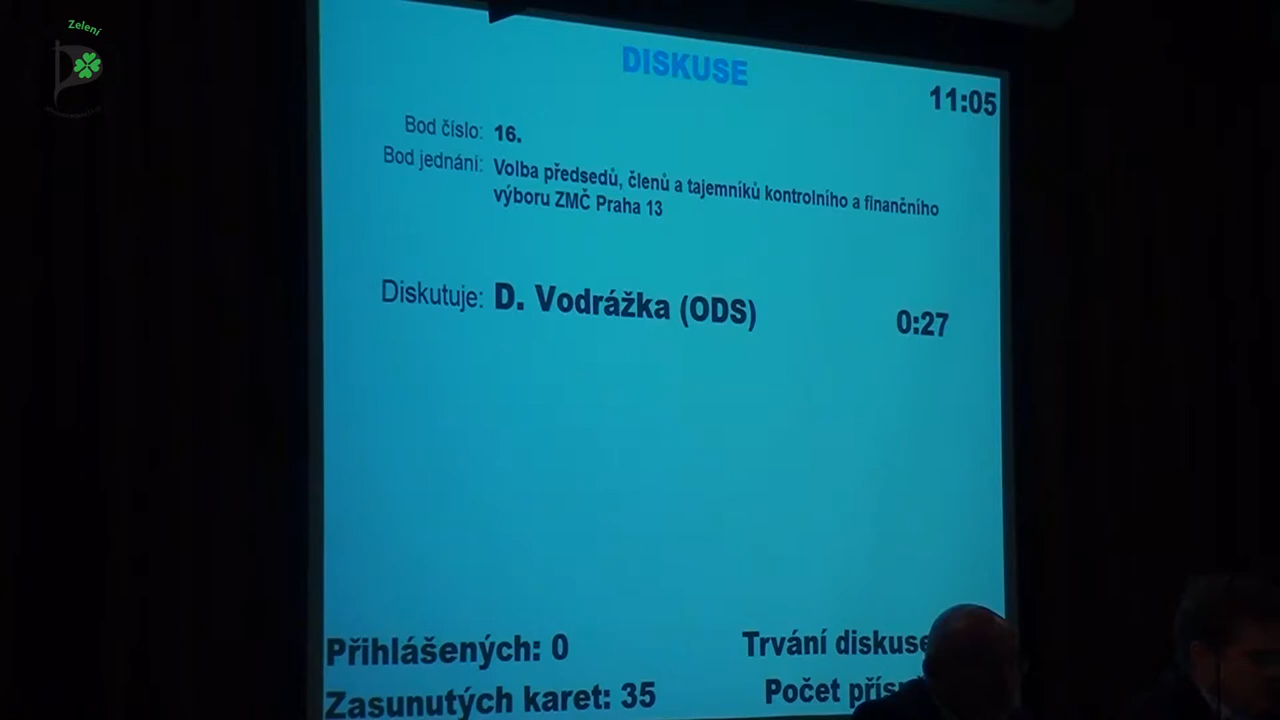 Zelení
DISKUSE
11:05
Bod číslo: 16.
Bod jednání: Volba předsedů, členů a tajemníků kontrolního a finančního
výboru ZMČ Praha 13
Diskutuje: D. Vodrážka (ODS) 0:27
Přihlášených: 0 Trvání diskuse
Zasunutých karet: 35 Počet